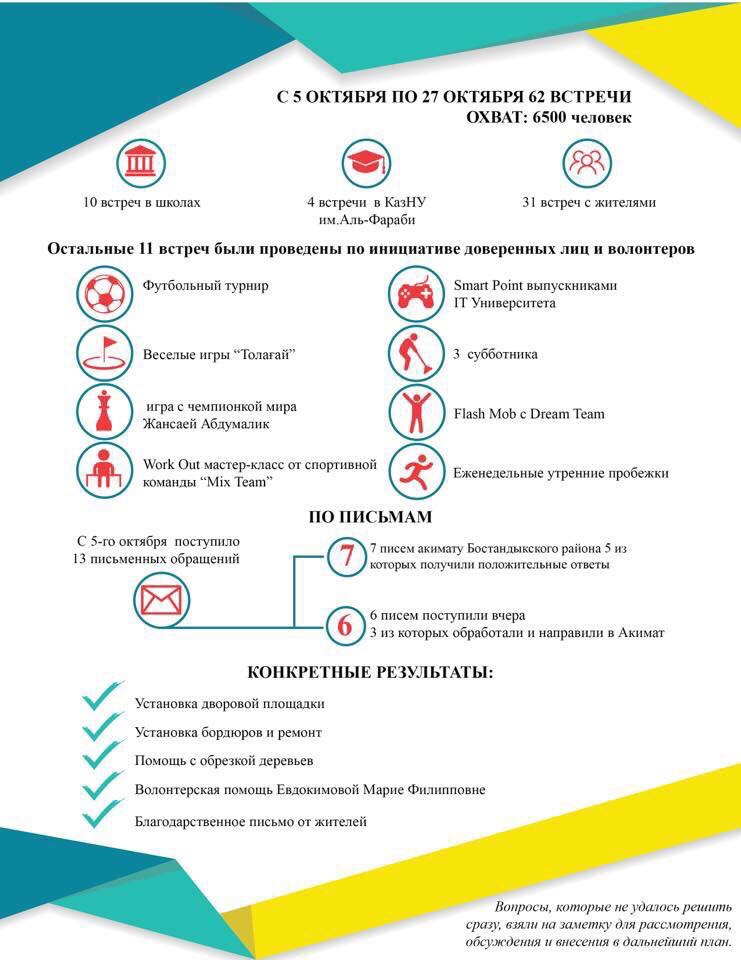 С 5 ОКТЯБРЯ ПО 27 ОКТЯБРЯ 62 ВСТРЕЧИ
ОХВАТ: 6500 человек
10 встреч в школах
4 встречи в КазНУ
им.Аль-Фараби
31 встреч с жителями
Остальные 11 встреч были проведены по инициативе доверенных лиц и волонтеров
Футбольный турнир
Smart Point выпускниками
IT Университета
Веселые игры “Толағай”
3 субботника
игра с чемпионкой мира
Жансаей Абдумалик
Flash Mob с Dream Team
Work Out мастер-класс от спортивной
команды “Mix Team”
Еженедельные утренние пробежки
ПО ПИСЬМАМ
С 5-го октября поступило
13 письменных обращений
7
7 писем акимату Бостандыкского района 5 из
которых получили положительные ответы
6
6 писем поступили вчера
3 из которых обработали и направили в Акимат
КОНКРЕТНЫЕ РЕЗУЛЬТАТЫ:
Установка дворовой площадки
Установка бордюров и ремонт
Помощь с обрезкой деревьев
Волонтерская помощь Евдокимовой Марие Филипповне
Благодарственное письмо от жителей
Вопросы, которые не удалось решить
сразу, взяли на заметку для рассмотрения,
обсуждения и внесения в дальнейший план.